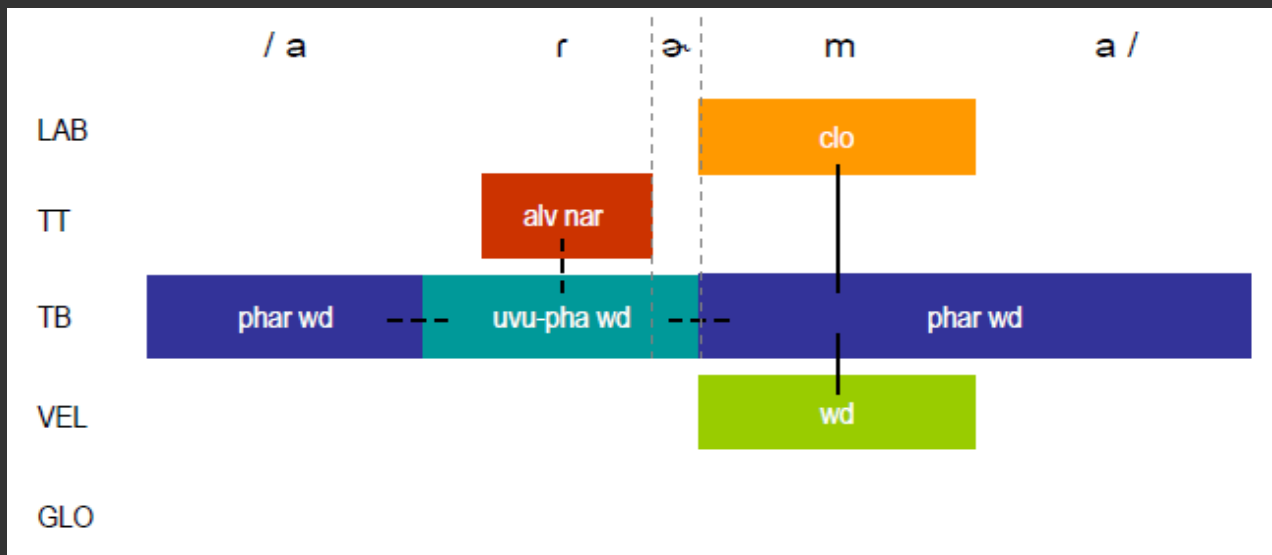 / a ɾ ɚ m a /
LAB clo
TT alv nar
TB phar wd uvu-pha wd phar wd
VEL wd
GLO